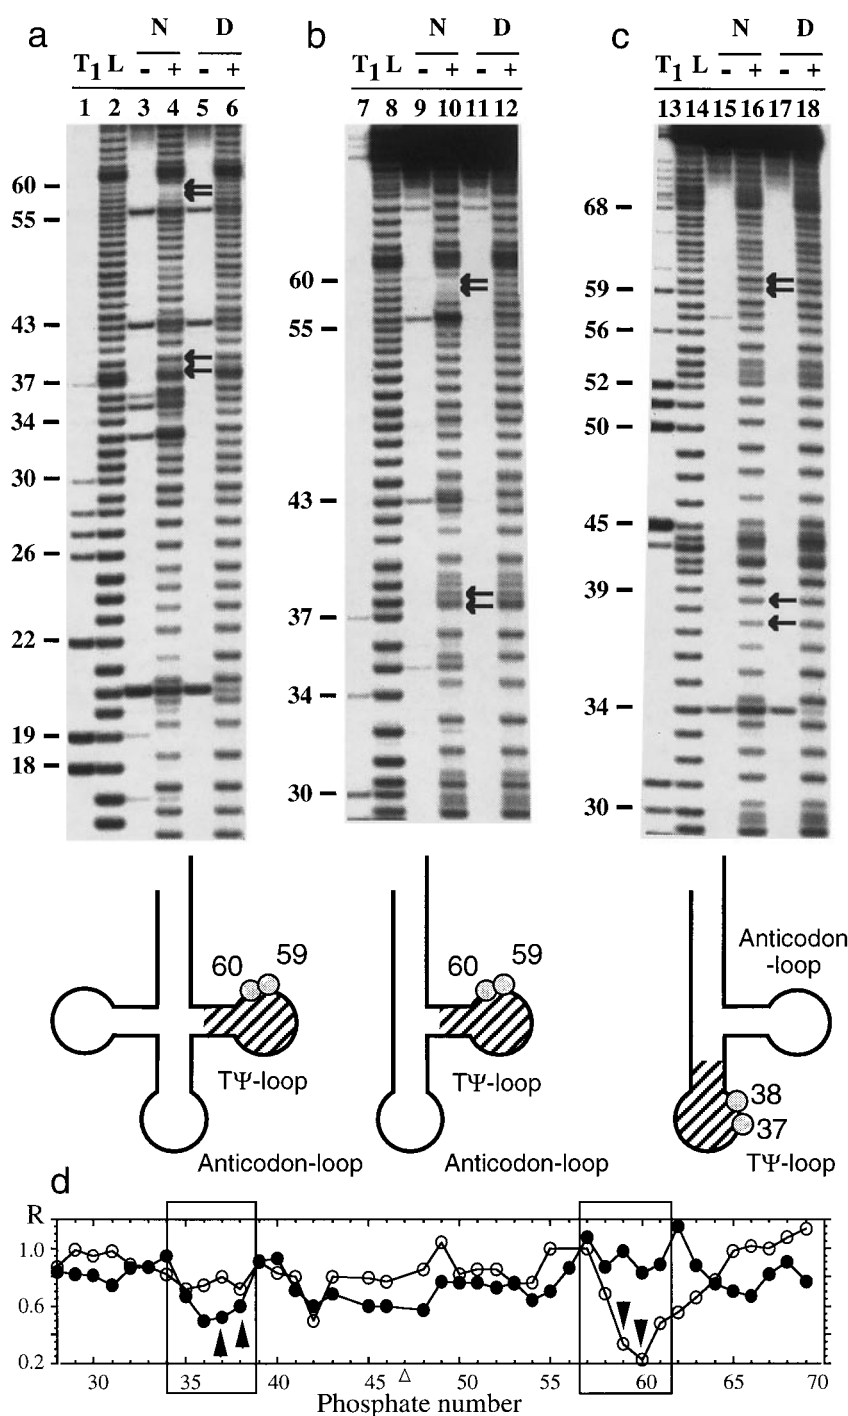 a N D b N D c N D
T1 L - + - + T1 L - + - + T1 L - + - +
1 2 3 4 5 6 7 8 9 10 11 12 13 14 15 16 17 18
60
55
43
37
34
30
26
22
19
18
60
55
43
37
34
30
68
59
56
52
50
45
39
34
30
60 59
TΨ-loop
Anticodon-loop
60 59
TΨ-loop
Anticodon-loop
Anticodon
-loop
38
37
TΨ-loop
d
R
1.0
0.6
0.2
30 35 40 45 50 55 60 65 70
Phosphate number